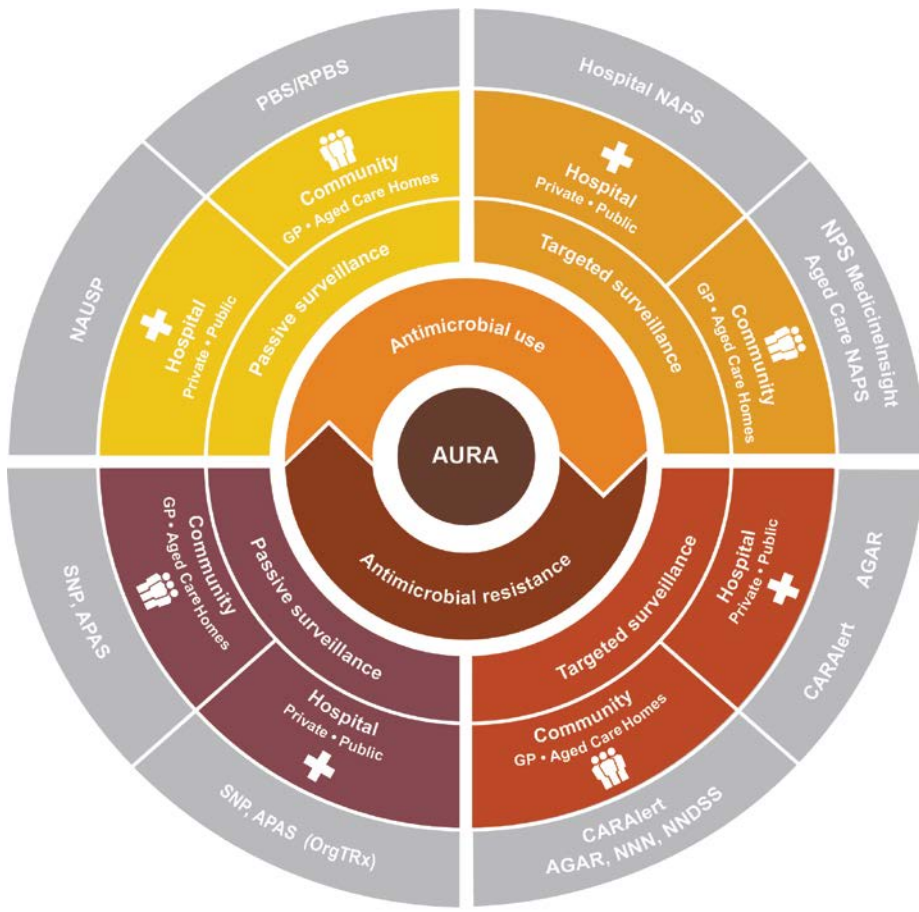 PBS/RPBS
Community
GP • Aged Care Homes
Passive surveillance
NAUSP
Hospital
Private • Public
Hospital NAPS
Hospital
Private • Public
Targeted surveillance
NPS MedicineInsight
Aged Care NAPS
Community
GP • Aged Care Homes
Antimicrobial use
AURA
Antimicrobial resistance
SNP, APAS
Community
GP • Aged Care Homes
Passive surveillance
Hospital
Private • Public
SNP, APAS (OrgTRx)
Targeted surveillance
Hospital
Private • Public
AGAR
CARAlert
Community
GP • Aged Care Homes
CARAlert
AGAR, NNN, NNDSS